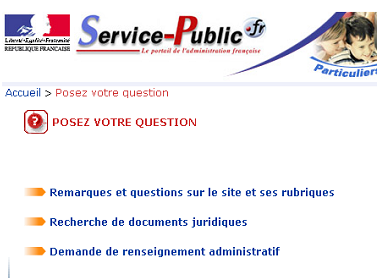 Liberté • Égalité • Fraternité
RÉPUBLIQUE FRANÇAISE
Service-Public.fr
Le portail de l'administration française
Particuliers
Accueil > Posez votre question
? POSEZ VOTRE QUESTION
Remarques et questions sur le site et ses rubriques
Recherche de documents juridiques
Demande de renseignement administratif